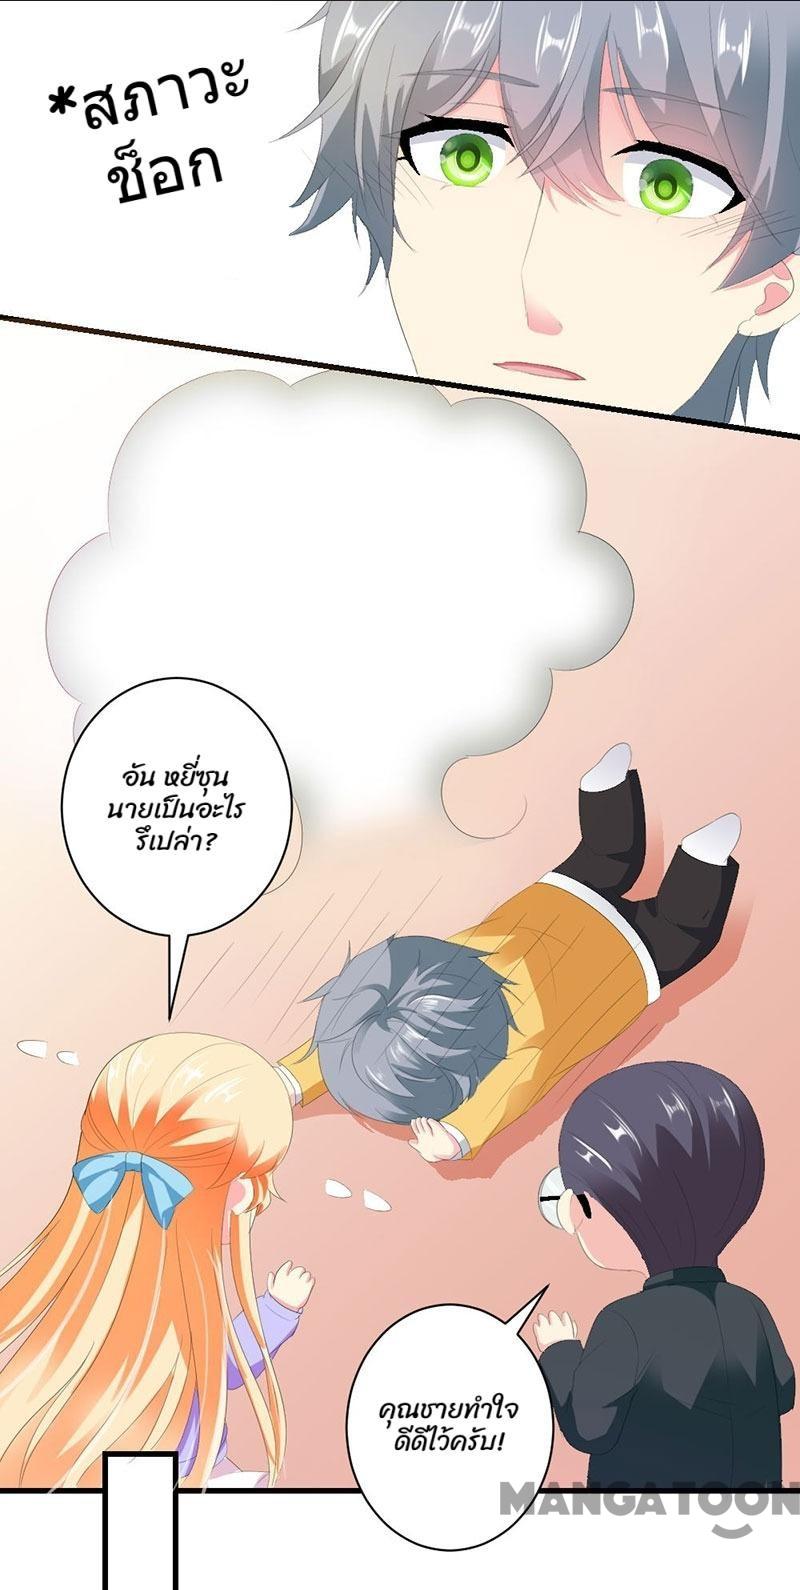 *สภาวะ
ช็อก
อัน หยี่ซุน
นายเป็นอะไร
รึเปล่า?
คุณชายทำใจ
ดีดีไว้ครับ!
MANGATOON